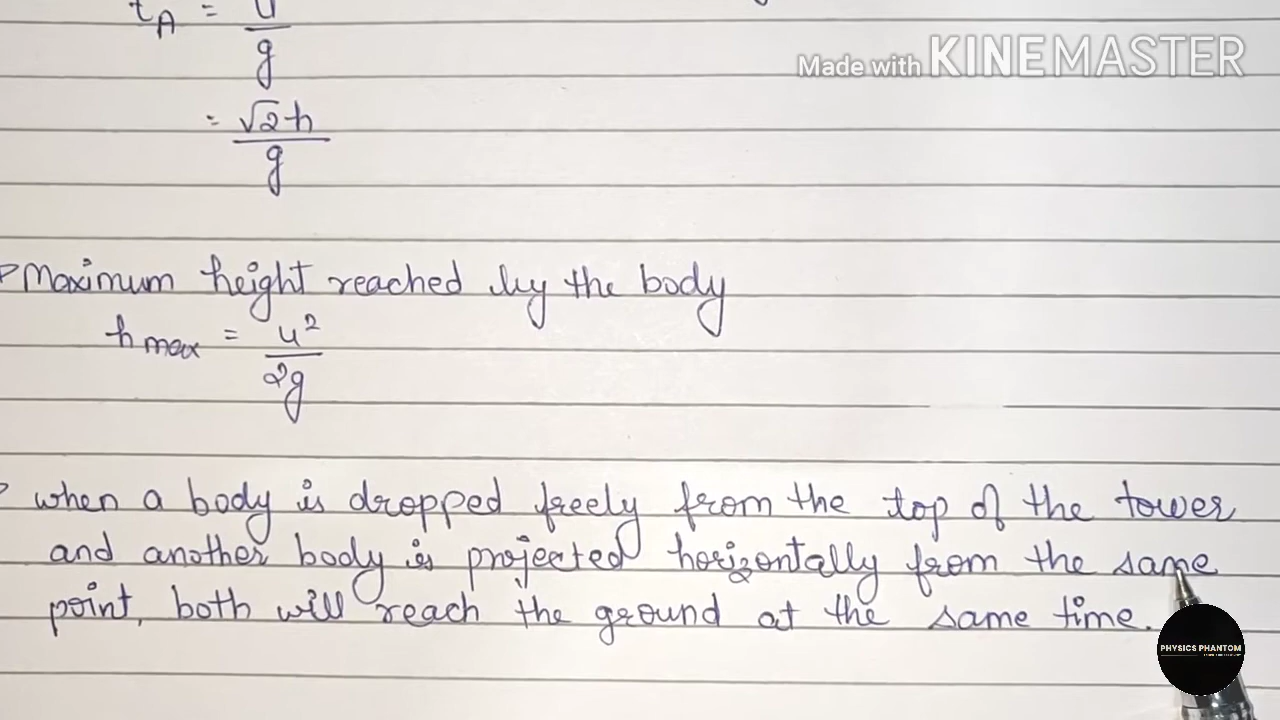 tA = u
g
Made with KINEMASTER
= √2h
g
Maximum height reached by the body
hmax = u²
2g
when a body is dropped freely from the top of the tower
and another body is projected horizontally from the same
point, both will reach the ground at the same time.
PHYSICS PHANTOM